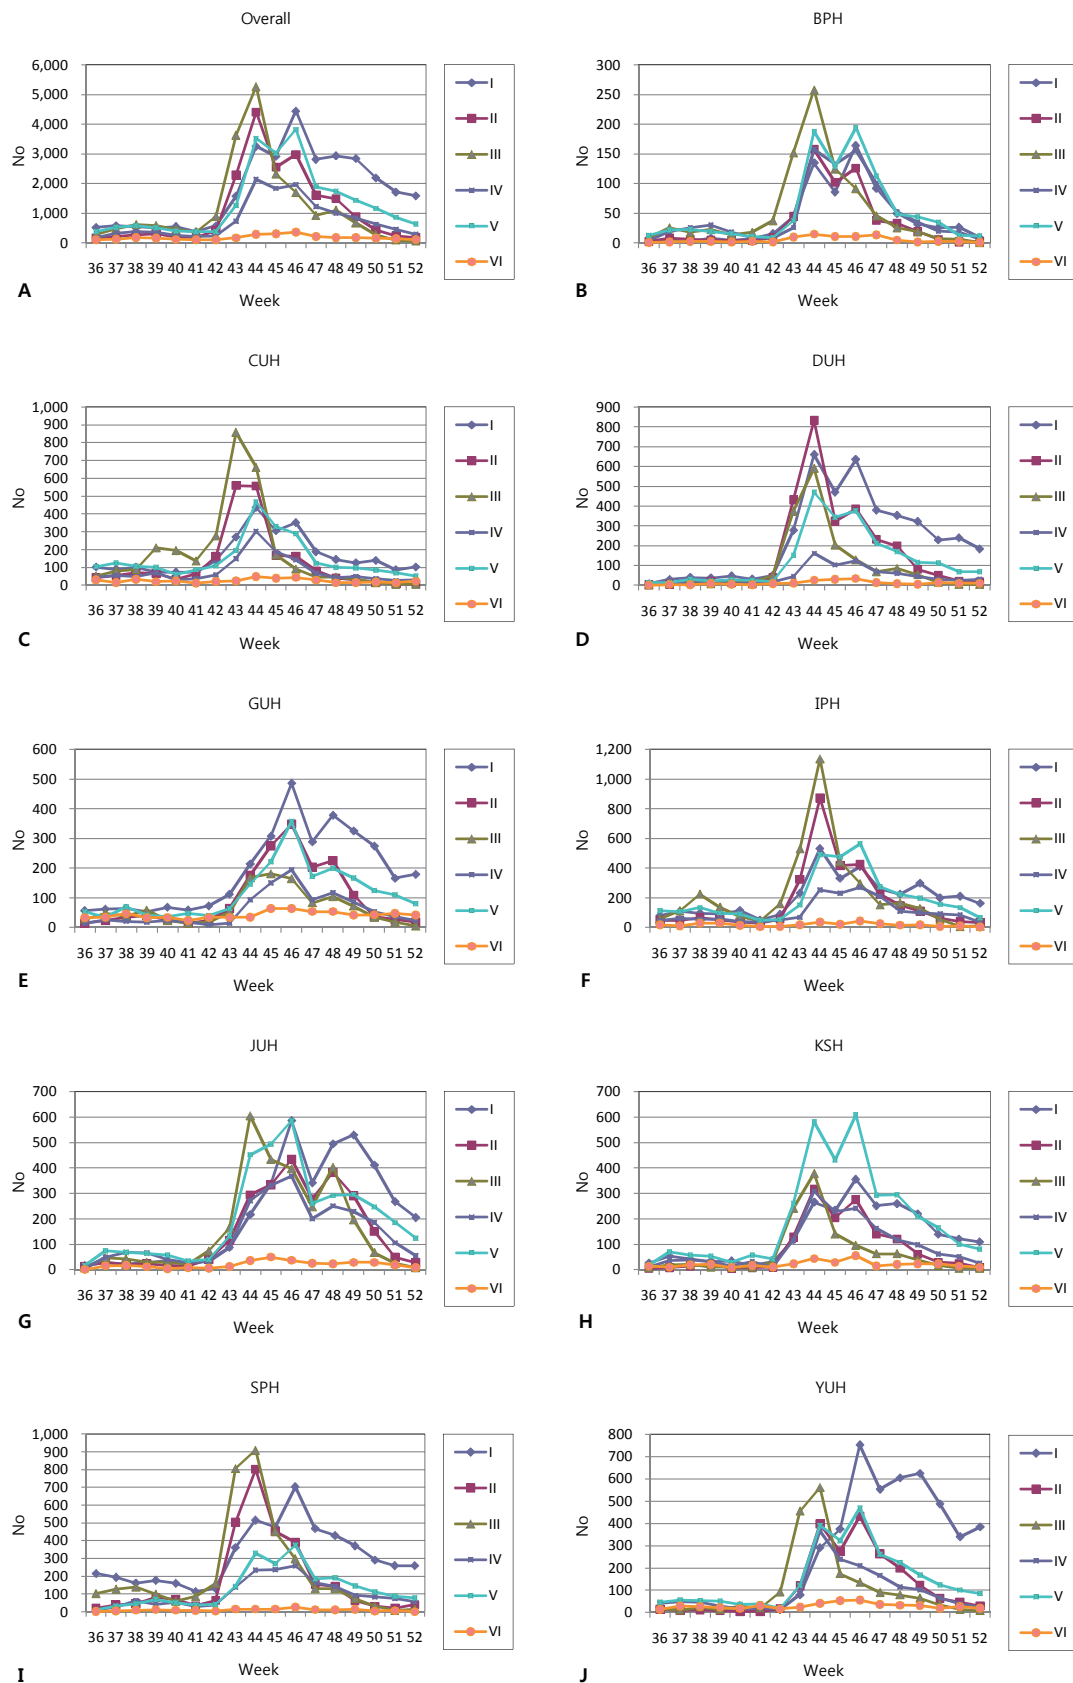 Overall
6,000
5,000
4,000
3,000
2,000
1,000
0
No
36 37 38 39 40 41 42 43 44 45 46 47 48 49 50 51 52
Week
I
II
III
IV
V
VI
A
BPH
300
250
200
150
100
50
0
No
36 37 38 39 40 41 42 43 44 45 46 47 48 49 50 51 52
Week
I
II
III
IV
V
VI
B
CUH
1,000
900
800
700
600
500
400
300
200
100
0
No
36 37 38 39 40 41 42 43 44 45 46 47 48 49 50 51 52
Week
I
II
III
IV
V
VI
C
DUH
900
800
700
600
500
400
300
200
100
0
No
36 37 38 39 40 41 42 43 44 45 46 47 48 49 50 51 52
Week
I
II
III
IV
V
VI
D
GUH
600
500
400
300
200
100
0
No
36 37 38 39 40 41 42 43 44 45 46 47 48 49 50 51 52
Week
I
II
III
IV
V
VI
E
IPH
1,200
1,000
800
600
400
200
0
No
36 37 38 39 40 41 42 43 44 45 46 47 48 49 50 51 52
Week
I
II
III
IV
V
VI
F
JUH
700
600
500
400
300
200
100
0
No
36 37 38 39 40 41 42 43 44 45 46 47 48 49 50 51 52
Week
I
II
III
IV
V
VI
G
KSH
700
600
500
400
300
200
100
0
No
36 37 38 39 40 41 42 43 44 45 46 47 48 49 50 51 52
Week
I
II
III
IV
V
VI
H
SPH
1,000
900
800
700
600
500
400
300
200
100
0
No
36 37 38 39 40 41 42 43 44 45 46 47 48 49 50 51 52
Week
I
II
III
IV
V
VI
I
YUH
800
700
600
500
400
300
200
100
0
No
36 37 38 39 40 41 42 43 44 45 46 47 48 49 50 51 52
Week
I
II
III
IV
V
VI
J